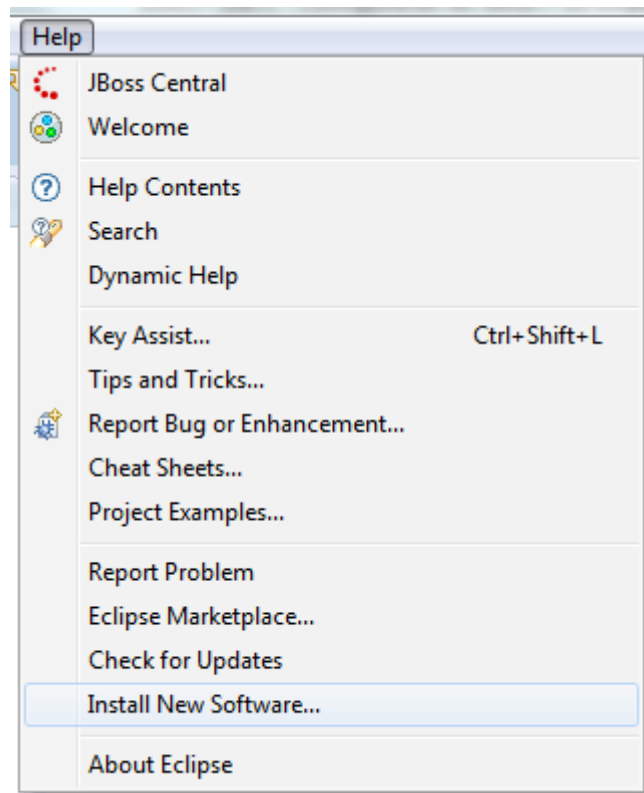 Help
JBoss Central
Welcome
Help Contents
Search
Dynamic Help
Key Assist... Ctrl+Shift+L
Tips and Tricks...
Report Bug or Enhancement...
Cheat Sheets...
Project Examples...
Report Problem
Eclipse Marketplace...
Check for Updates
Install New Software...
About Eclipse